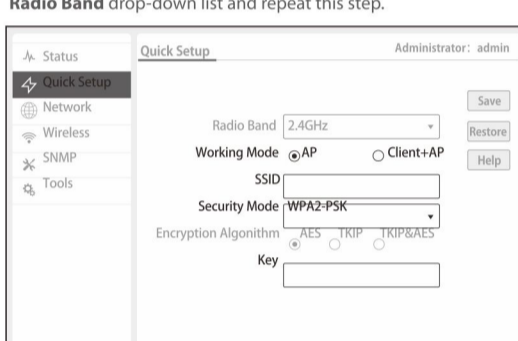 Radio Band drop-down list and repeat this step.
Status
Quick Setup
Network
Wireless
SNMP
Tools
Quick Setup
Administrator: admin
Radio Band 2.4GHz
Working Mode AP Client+AP
SSID
Security Mode WPA2-PSK
Encryption Algorithm AES TKIP TKIP&AES
Key
Save
Restore
Help